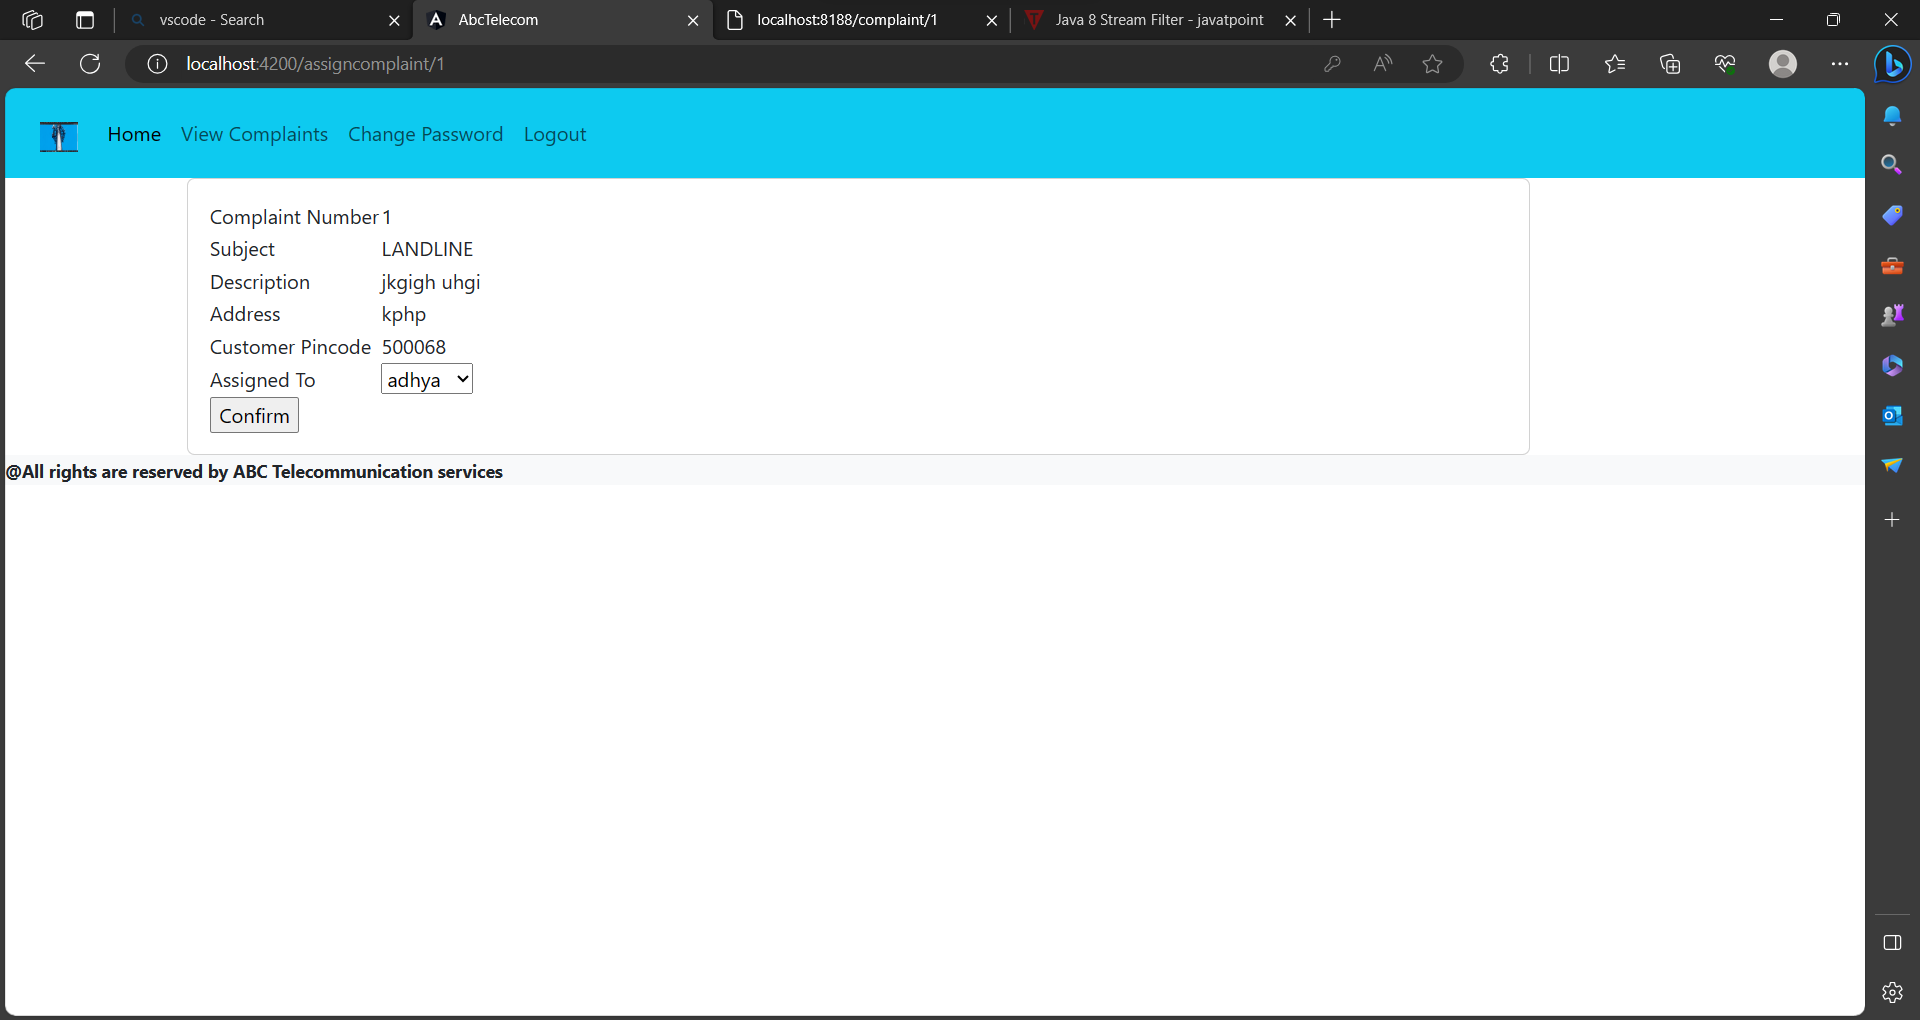 vscode - Search
AbcTelecom
localhost:8188/complaint/1
Java 8 Stream Filter - javatpoint
localhost:4200/assigncomplaint/1
Home View Complaints Change Password Logout
Complaint Number 1
Subject LANDLINE
Description jkgigh uhgi
Address kphp
Customer Pincode 500068
Assigned To adhya
Confirm
@All rights are reserved by ABC Telecommunication services